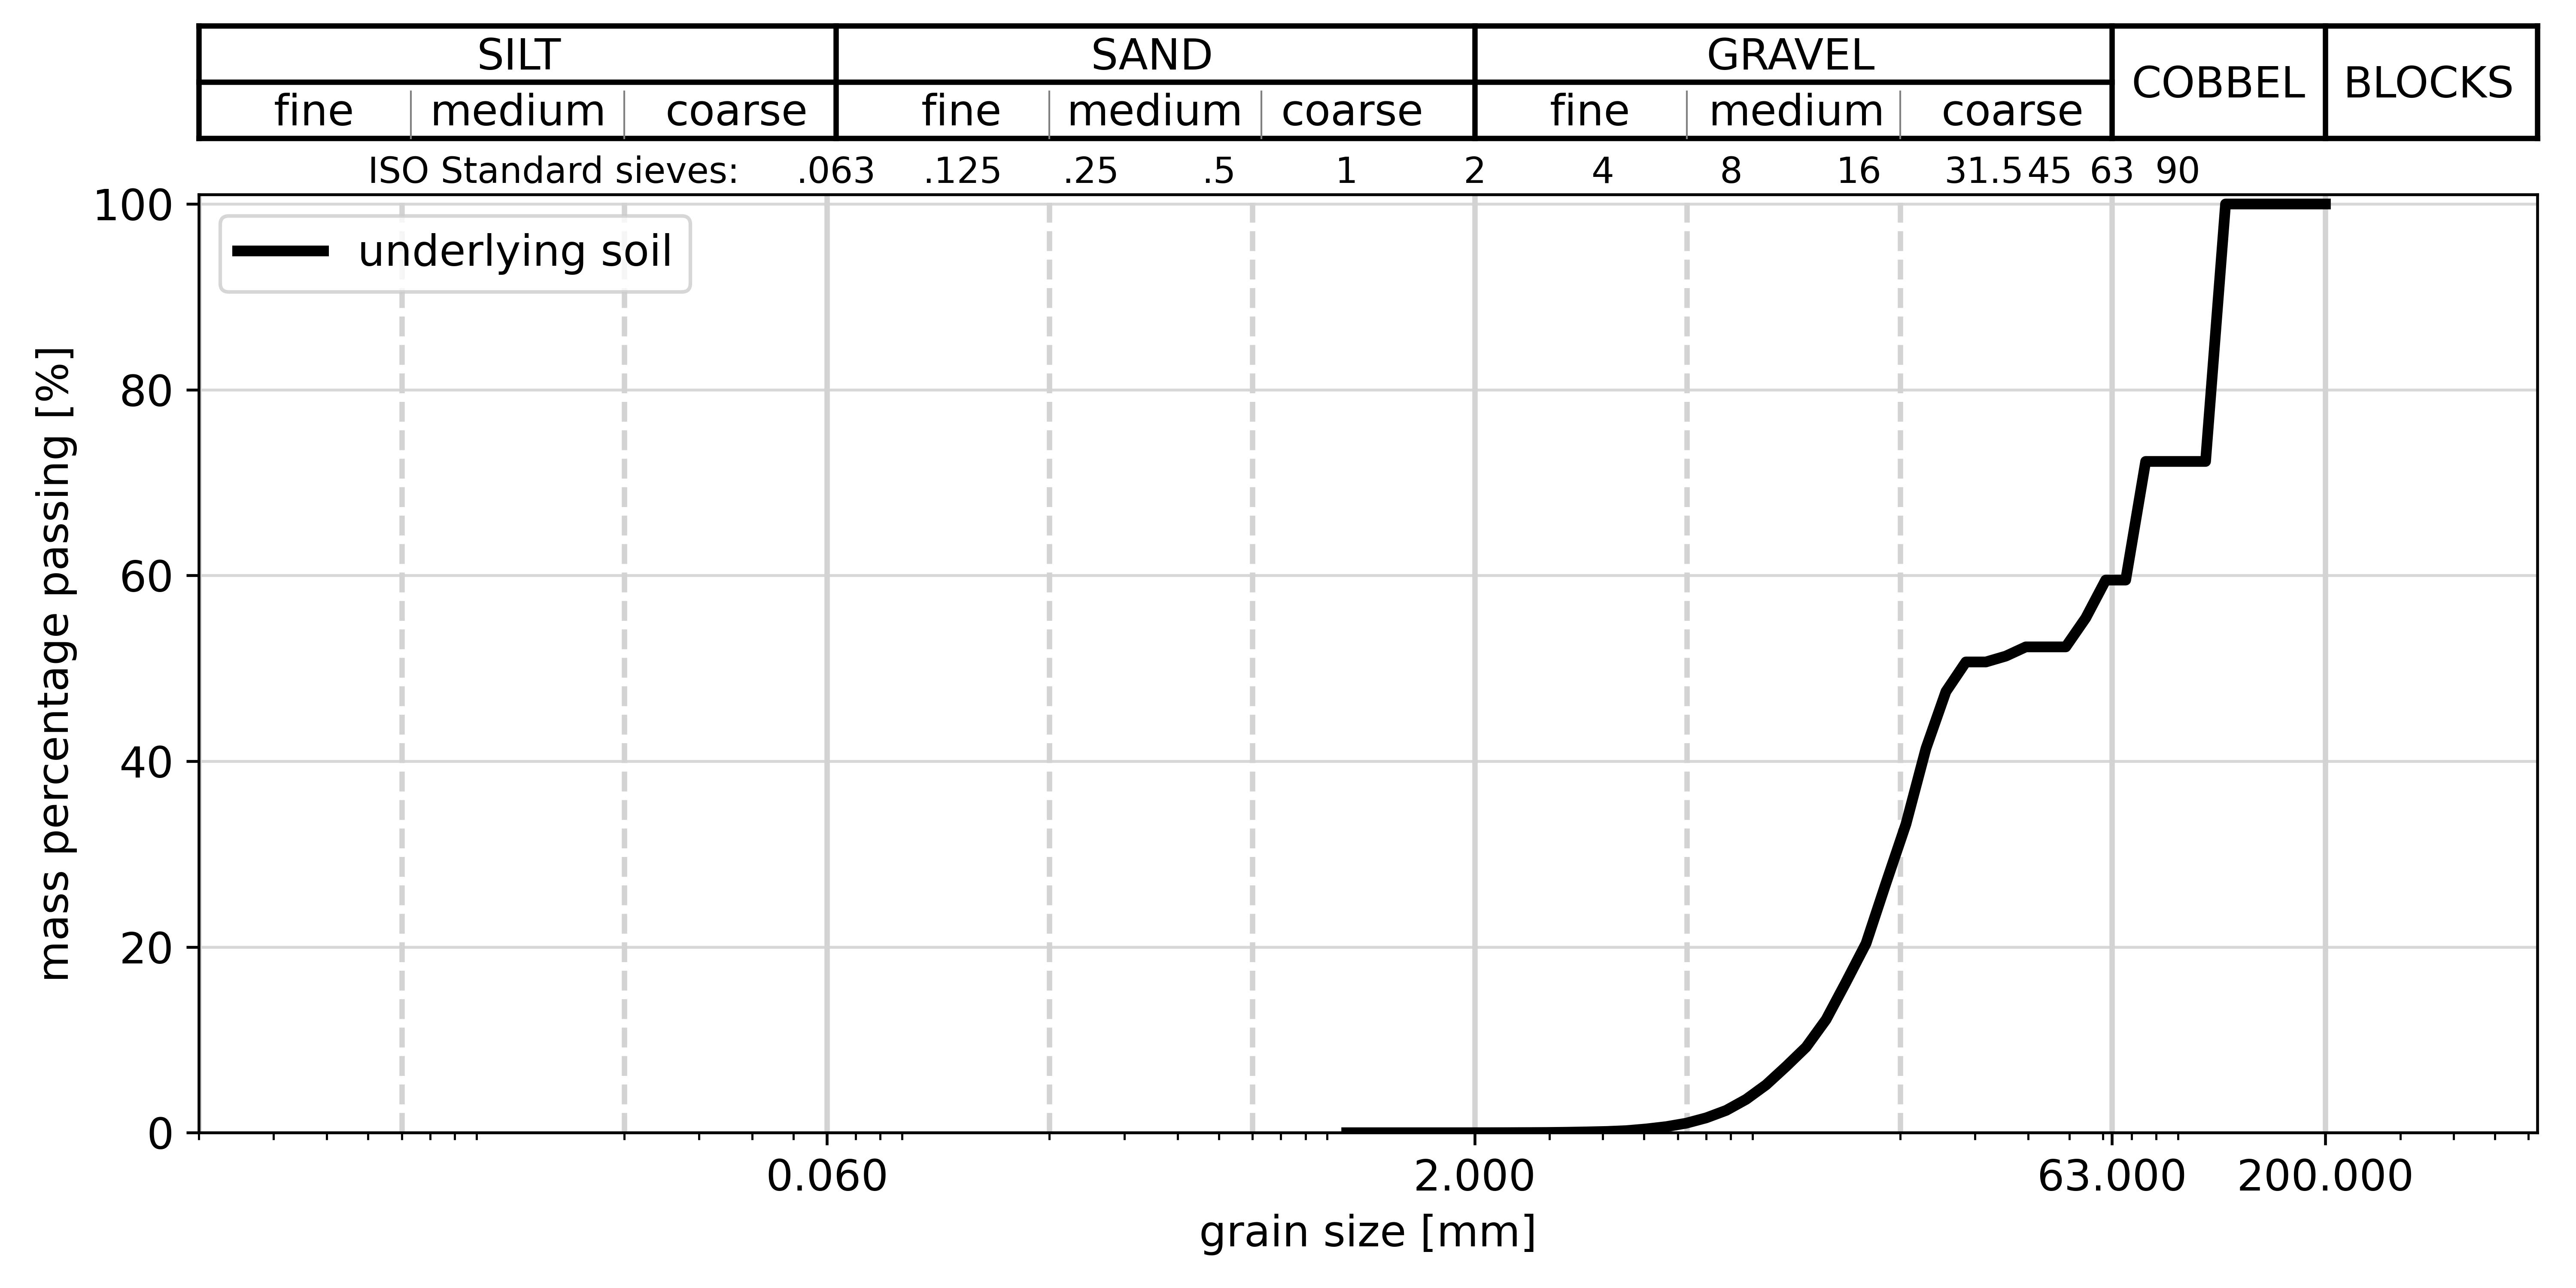 SILT SAND GRAVEL COBBEL BLOCKS
fine medium coarse fine medium coarse fine medium coarse
ISO Standard sieves: .063 .125 .25 .5 1 2 4 8 16 31.5 45 63 90
100
underlying soil
80
60
40
20
0
mass percentage passing [%]
0.060 2.000 63.000 200.000
grain size [mm]